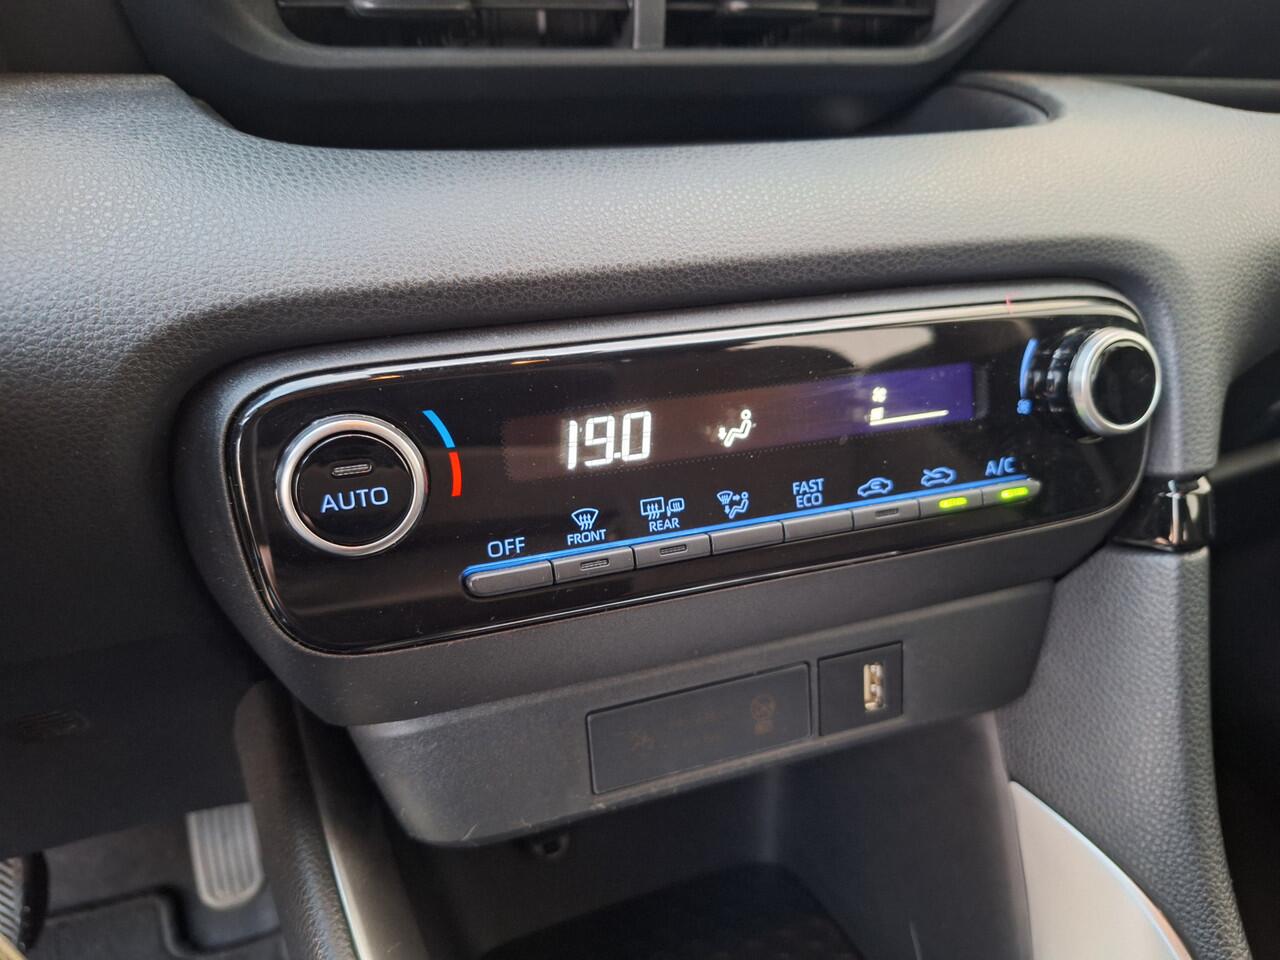 19.0
AUTO
OFF
FRONT
REAR
FAST
ECO
A/C